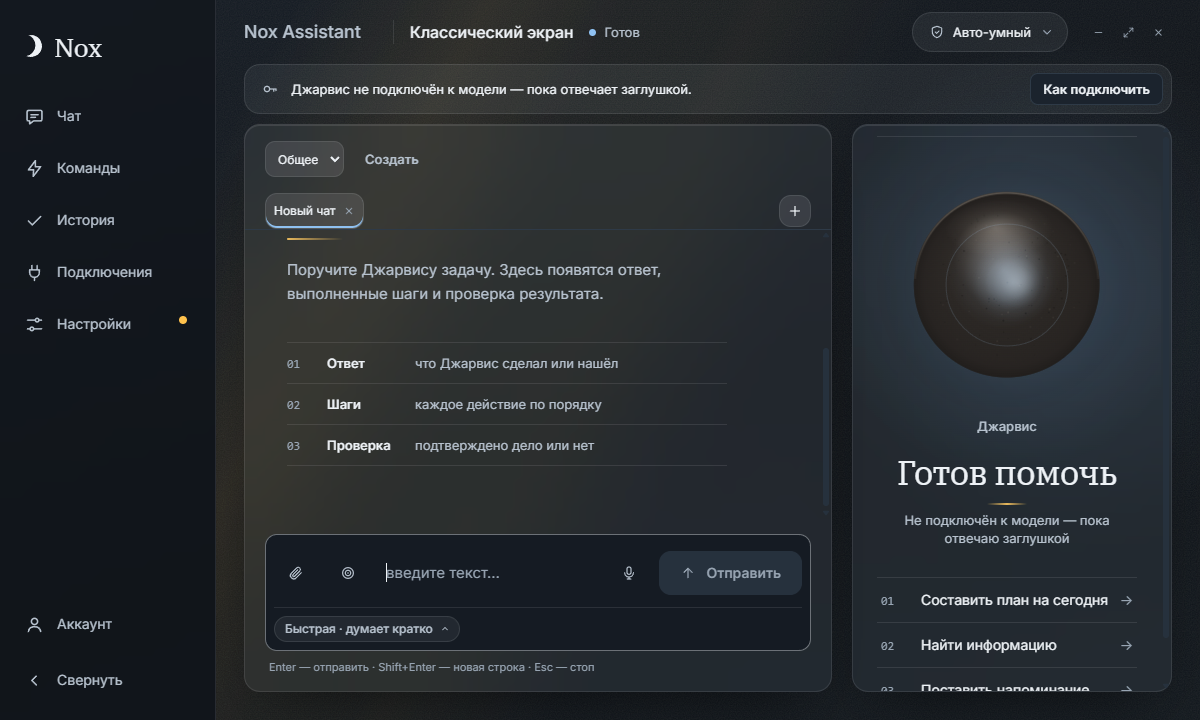 Nox
Чат
Команды
История
Подключения
Настройки
Аккаунт
Свернуть
Nox Assistant
Классический экран
Готов
Авто-умный
Джарвис не подключён к модели — пока отвечает заглушкой.
Как подключить
Общее
Создать
Новый чат
Поручите Джарвису задачу. Здесь появятся ответ,
выполненные шаги и проверка результата.
01 Ответ что Джарвис сделал или нашёл
02 Шаги каждое действие по порядку
03 Проверка подтверждено дело или нет
введите текст...
Отправить
Быстрая · думает кратко
Enter — отправить · Shift+Enter — новая строка · Esc — стоп
Джарвис
Готов помочь
Не подключён к модели — пока
отвечаю заглушкой
01 Составить план на сегодня
02 Найти информацию
03 Поставить напоминание